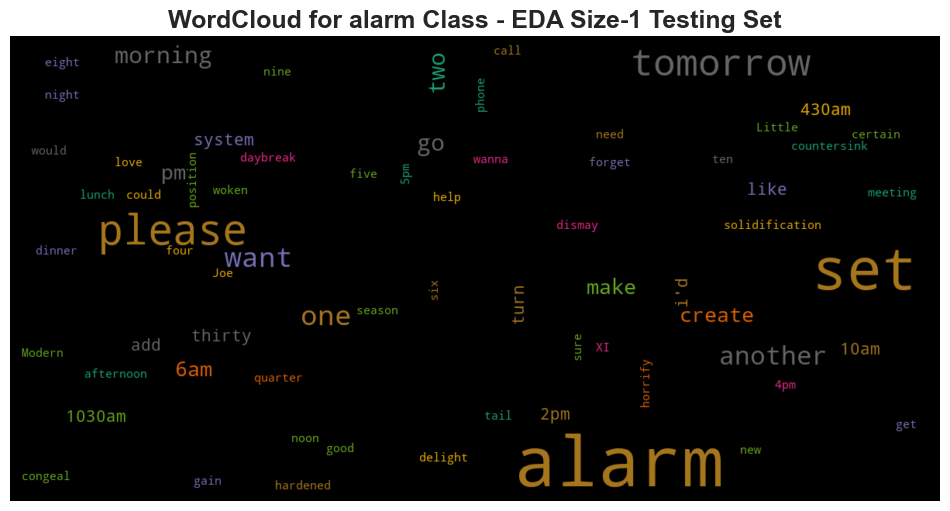 WordCloud for alarm Class - EDA Size-1 Testing Set
eight
morning
nine
two
call
tomorrow
night
phone
430am
would
system
go
need
Little
certain
countersink
love
daybreak
wanna
forget
ten
pm
position
five
5pm
lunch
could
woken
help
like
meeting
please
dismay
solidification
dinner
four
want
Joe
set
six
turn
make
i'd
one
season
create
thirty
add
sure
XI
another
10am
Modern
afternoon
6am
quarter
horrify
4pm
1030am
tail
2pm
get
noon
good
delight
alarm
new
congeal
gain
hardened